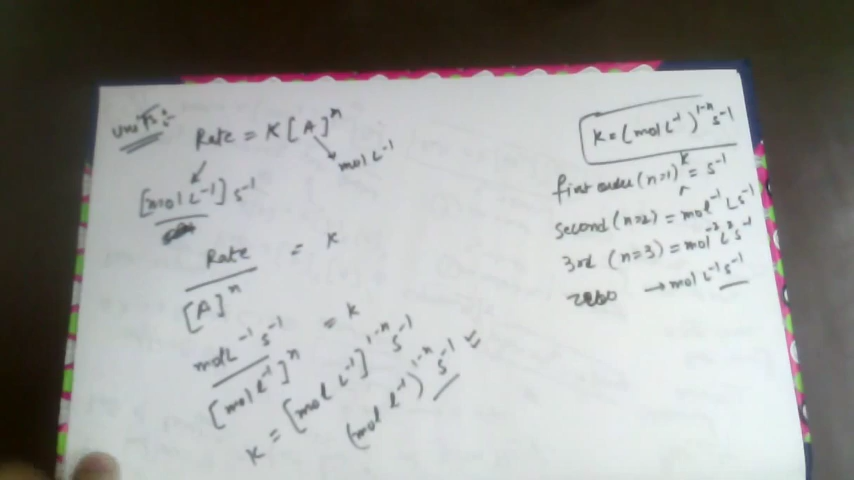 units:-
Rate = K[A]ⁿ
mol L⁻¹
[mol L⁻¹] s⁻¹
Rate / [A]ⁿ = K
mol L⁻¹ s⁻¹ / [mol L⁻¹]ⁿ = K
K = [mol L⁻¹]¹⁻ⁿ s⁻¹
(mol L⁻¹)¹⁻ⁿ s⁻¹
K = (mol L⁻¹)¹⁻ⁿ s⁻¹
first order (n=1) K = s⁻¹
second (n=2) = mol⁻¹ L s⁻¹
3rd (n=3) = mol⁻² L² s⁻¹
zero → mol L⁻¹ s⁻¹